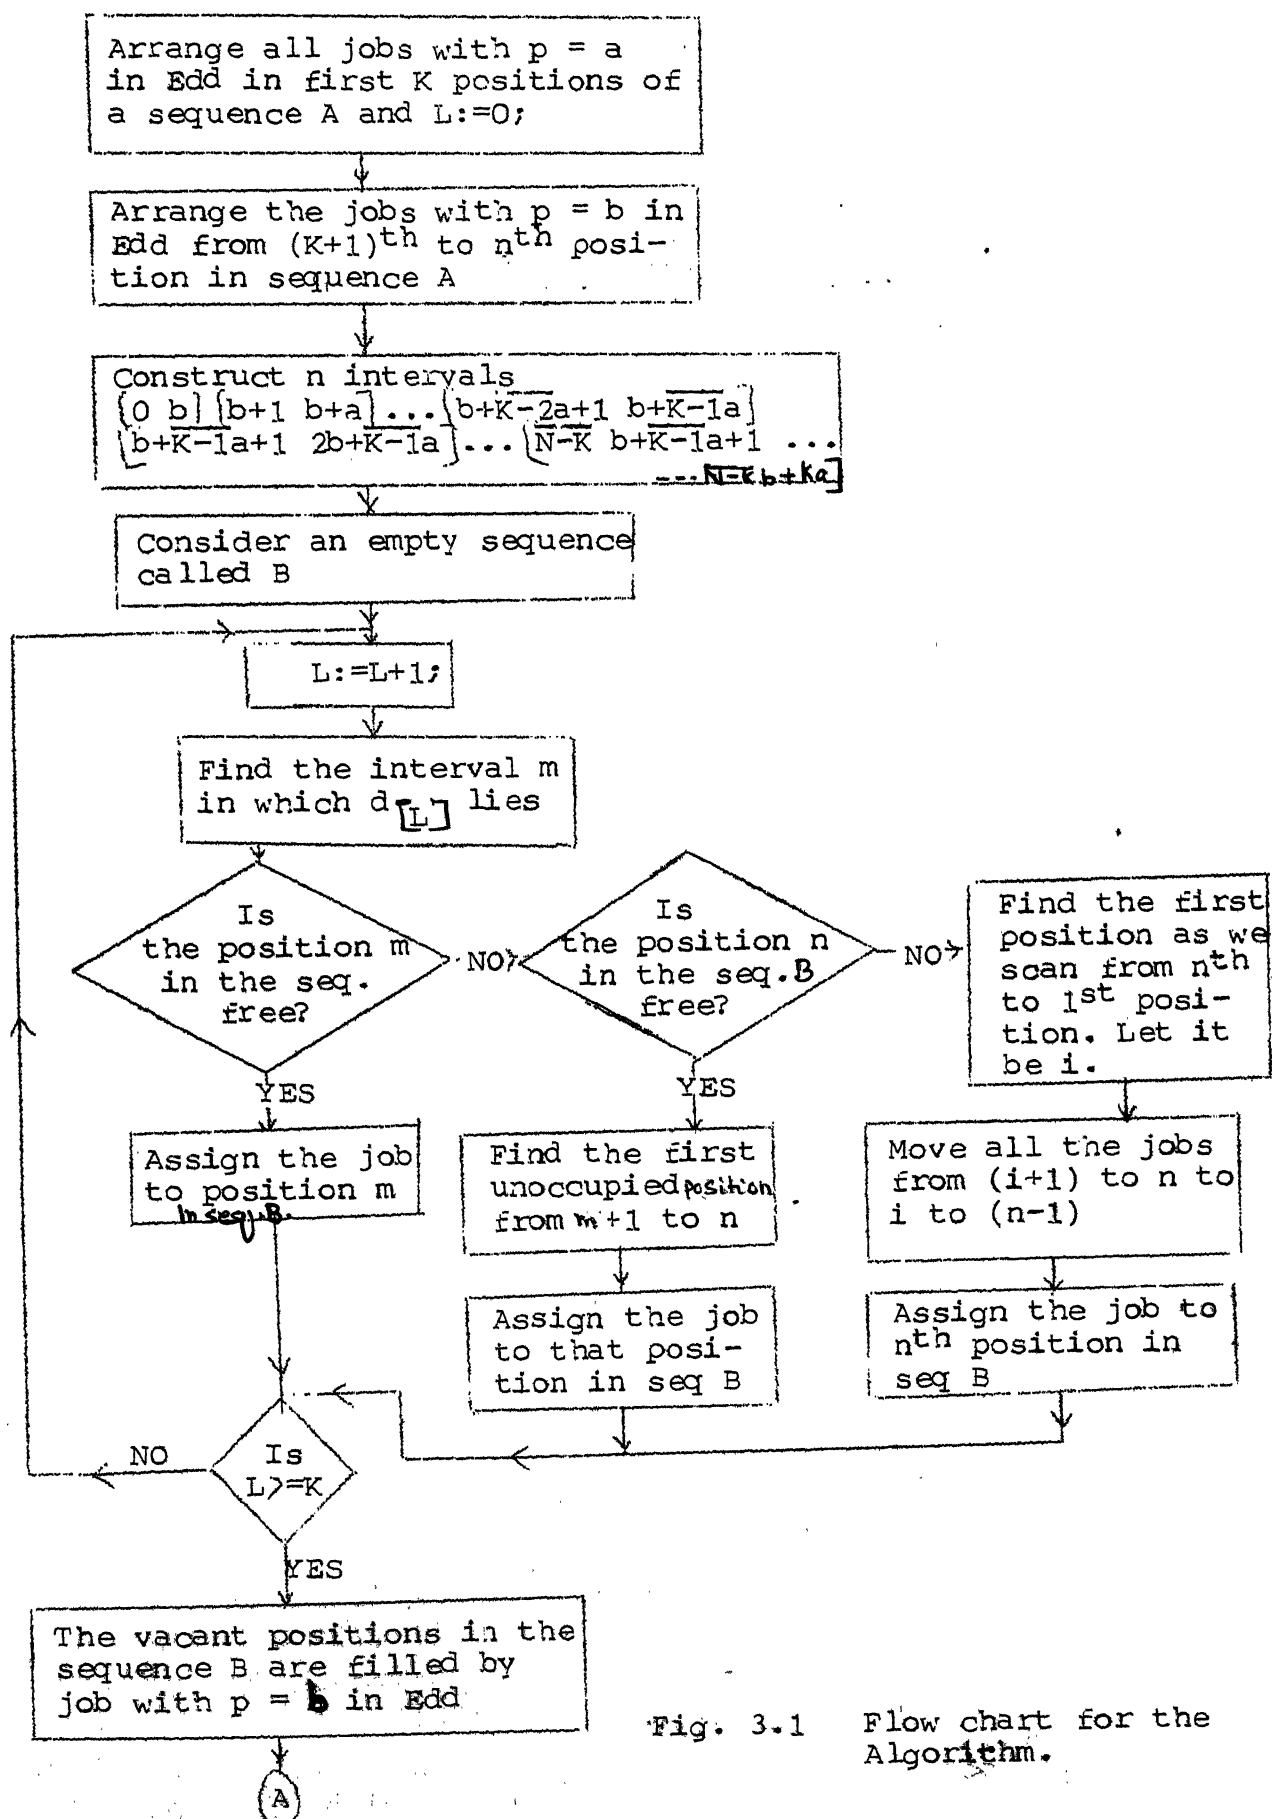 Arrange all jobs with p = a
in Edd in first K positions of
a sequence A and L:=0;
Arrange the jobs with p = b in
Edd from (K+1)th to nth posi-
tion in sequence A
Construct n intervals
[0 b] [b+1 b+a]...[b+K-2a+1 b+K-1a]
[b+K-1a+1 2b+K-1a]...[N-K b+K-1a+1 ...
...N-K b+Ka]
Consider an empty sequence
called B
L:=L+1;
Find the interval m
in which d[L] lies
Is
the position m
in the seq.
free?
NO
Is
the position n
in the seq.B
free?
NO
Find the first
position as we
scan from nth
to 1st posi-
tion. Let it
be i.
YES
YES
Assign the job
to position m
in seq.B.
Find the first
unoccupied position
from m+1 to n
Move all the jobs
from (i+1) to n to
i to (n-1)
Assign the job
to that posi-
tion in seq B
Assign the job to
nth position in
seq B
NO
Is
L>=K
YES
The vacant positions in the
sequence B are filled by
job with p = b in Edd
A
Fig. 3.1 Flow chart for the
Algorithm.